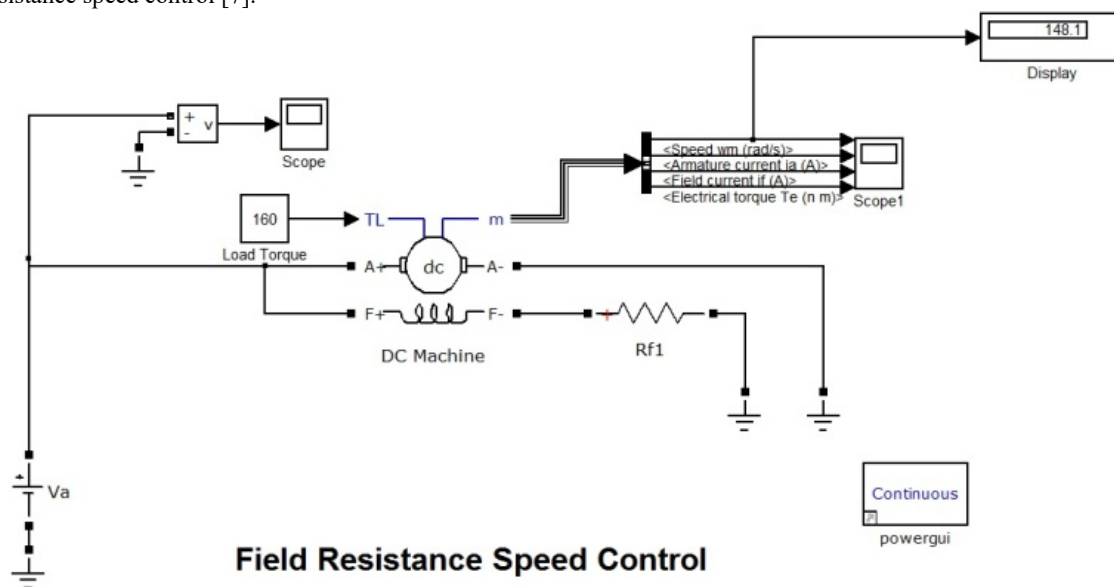 sistance speed control [7].
148.1
Display
+
v
-
Scope
<Speed wm (rad/s)>
<Armature current ia (A)>
<Field current if (A)>
<Electrical torque Te (n m)>
Scope1
160
TL
m
Load Torque
A+
dc
A-
F+
F-
+
DC Machine
Rf1
+
Va
Continuous
powergui
Field Resistance Speed Control